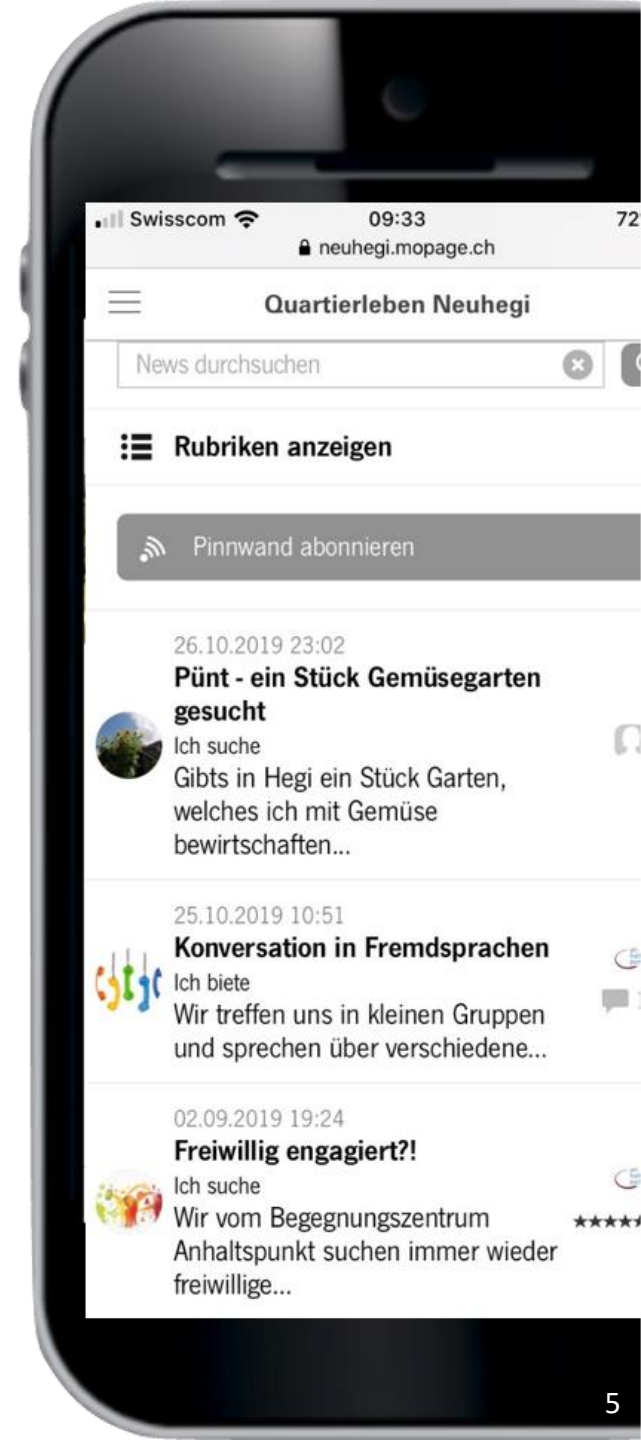 Swisscom 09:33 72
neuhegi.mopage.ch
Quartierleben Neuhegi
News durchsuchen
Rubriken anzeigen
Pinnwand abonnieren
26.10.2019 23:02
Pünt - ein Stück Gemüsegarten
gesucht
Ich suche
Gibts in Hegi ein Stück Garten,
welches ich mit Gemüse
bewirtschaften...
25.10.2019 10:51
Konversation in Fremdsprachen
Ich biete
Wir treffen uns in kleinen Gruppen
und sprechen über verschiedene...
02.09.2019 19:24
Freiwillig engagiert?!
Ich suche
Wir vom Begegnungszentrum
Anhaltspunkt suchen immer wieder
freiwillige...
5